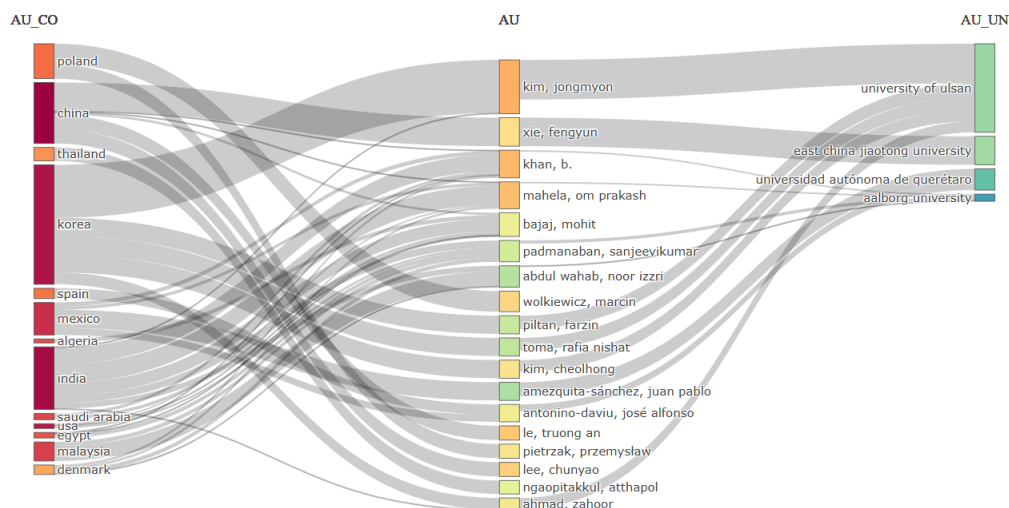 AU_CO
AU
AU_UN
poland
china
thailand
korea
spain
mexico
algeria
india
saudi arabia
usa
egypt
malaysia
denmark
kim, jongmyon
xie, fengyun
khan, b.
mahela, om prakash
bajaj, mohit
padmanaban, sanjeevikumar
abdul wahab, noor izzri
wolkiewicz, marcin
piltan, farzin
toma, rafia nishat
kim, cheolhong
amezquita-sánchez, juan pablo
antonino-daviu, josé alfonso
le, truong an
pietrzak, przemysław
lee, chunyao
ngaopitakkul, atthapol
ahmad, zahoor
university of ulsan
east china jiaotong university
universidad autónoma de querétaro
aalborg university